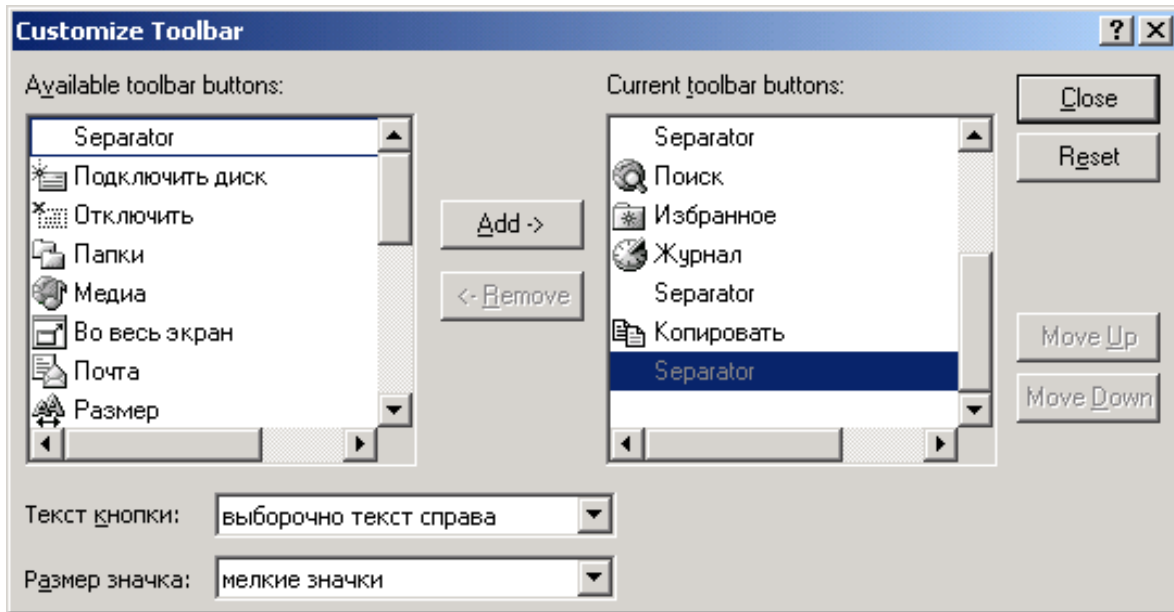 Customize Toolbar
Available toolbar buttons:
Separator
Подключить диск
Отключить
Папки
Медиа
Во весь экран
Почта
Размер
Add ->
<- Remove
Current toolbar buttons:
Separator
Поиск
Избранное
Журнал
Separator
Копировать
Separator
Close
Reset
Move Up
Move Down
Текст кнопки:
выборочно текст справа
Размер значка:
мелкие значки